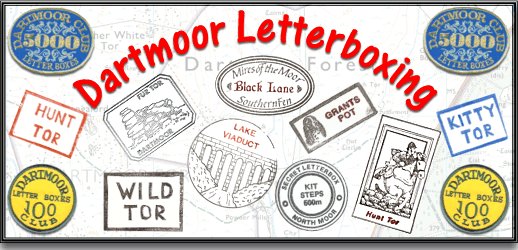 Dartmoor Letterboxing
DARTMOOR CLUB
5000
LETTER BOXES
DARTMOOR CLUB
5000
LETTER BOXES
HUNT
TOR
TOR
DARTMOOR
Mires of the Moor
Black Lane
Southern Fen
GRANTS
POT
KITTY
TOR
LAKE
VIADUCT
DARTMOOR
LETTER BOXES
100
CLUB
WILD
TOR
SECRET LETTERBOX
KIT
STEPS
600m
NORTH MOOR
Hunt Tor
DARTMOOR
LETTER BOXES
100
CLUB